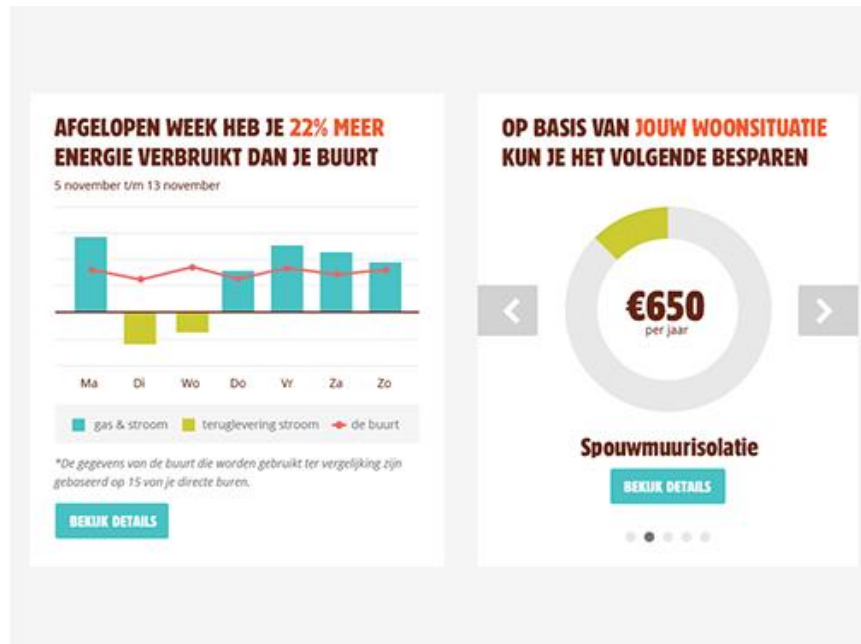 AFGELOPEN WEEK HEB JE 22% MEER
ENERGIE VERBRUIKT DAN JE BUURT
5 november t/m 13 november
Ma Di Wo Do Vr Za Zo
gas & stroom teruglevering stroom de buurt
*De gegevens van de buurt die worden gebruikt ter vergelijking zijn
gebaseerd op 15 van je directe buren.
BEKIJK DETAILS
OP BASIS VAN JOUW WOONSITUATIE
KUN JE HET VOLGENDE BESPAREN
€650
per jaar
Spouwmuurisolatie
BEKIJK DETAILS